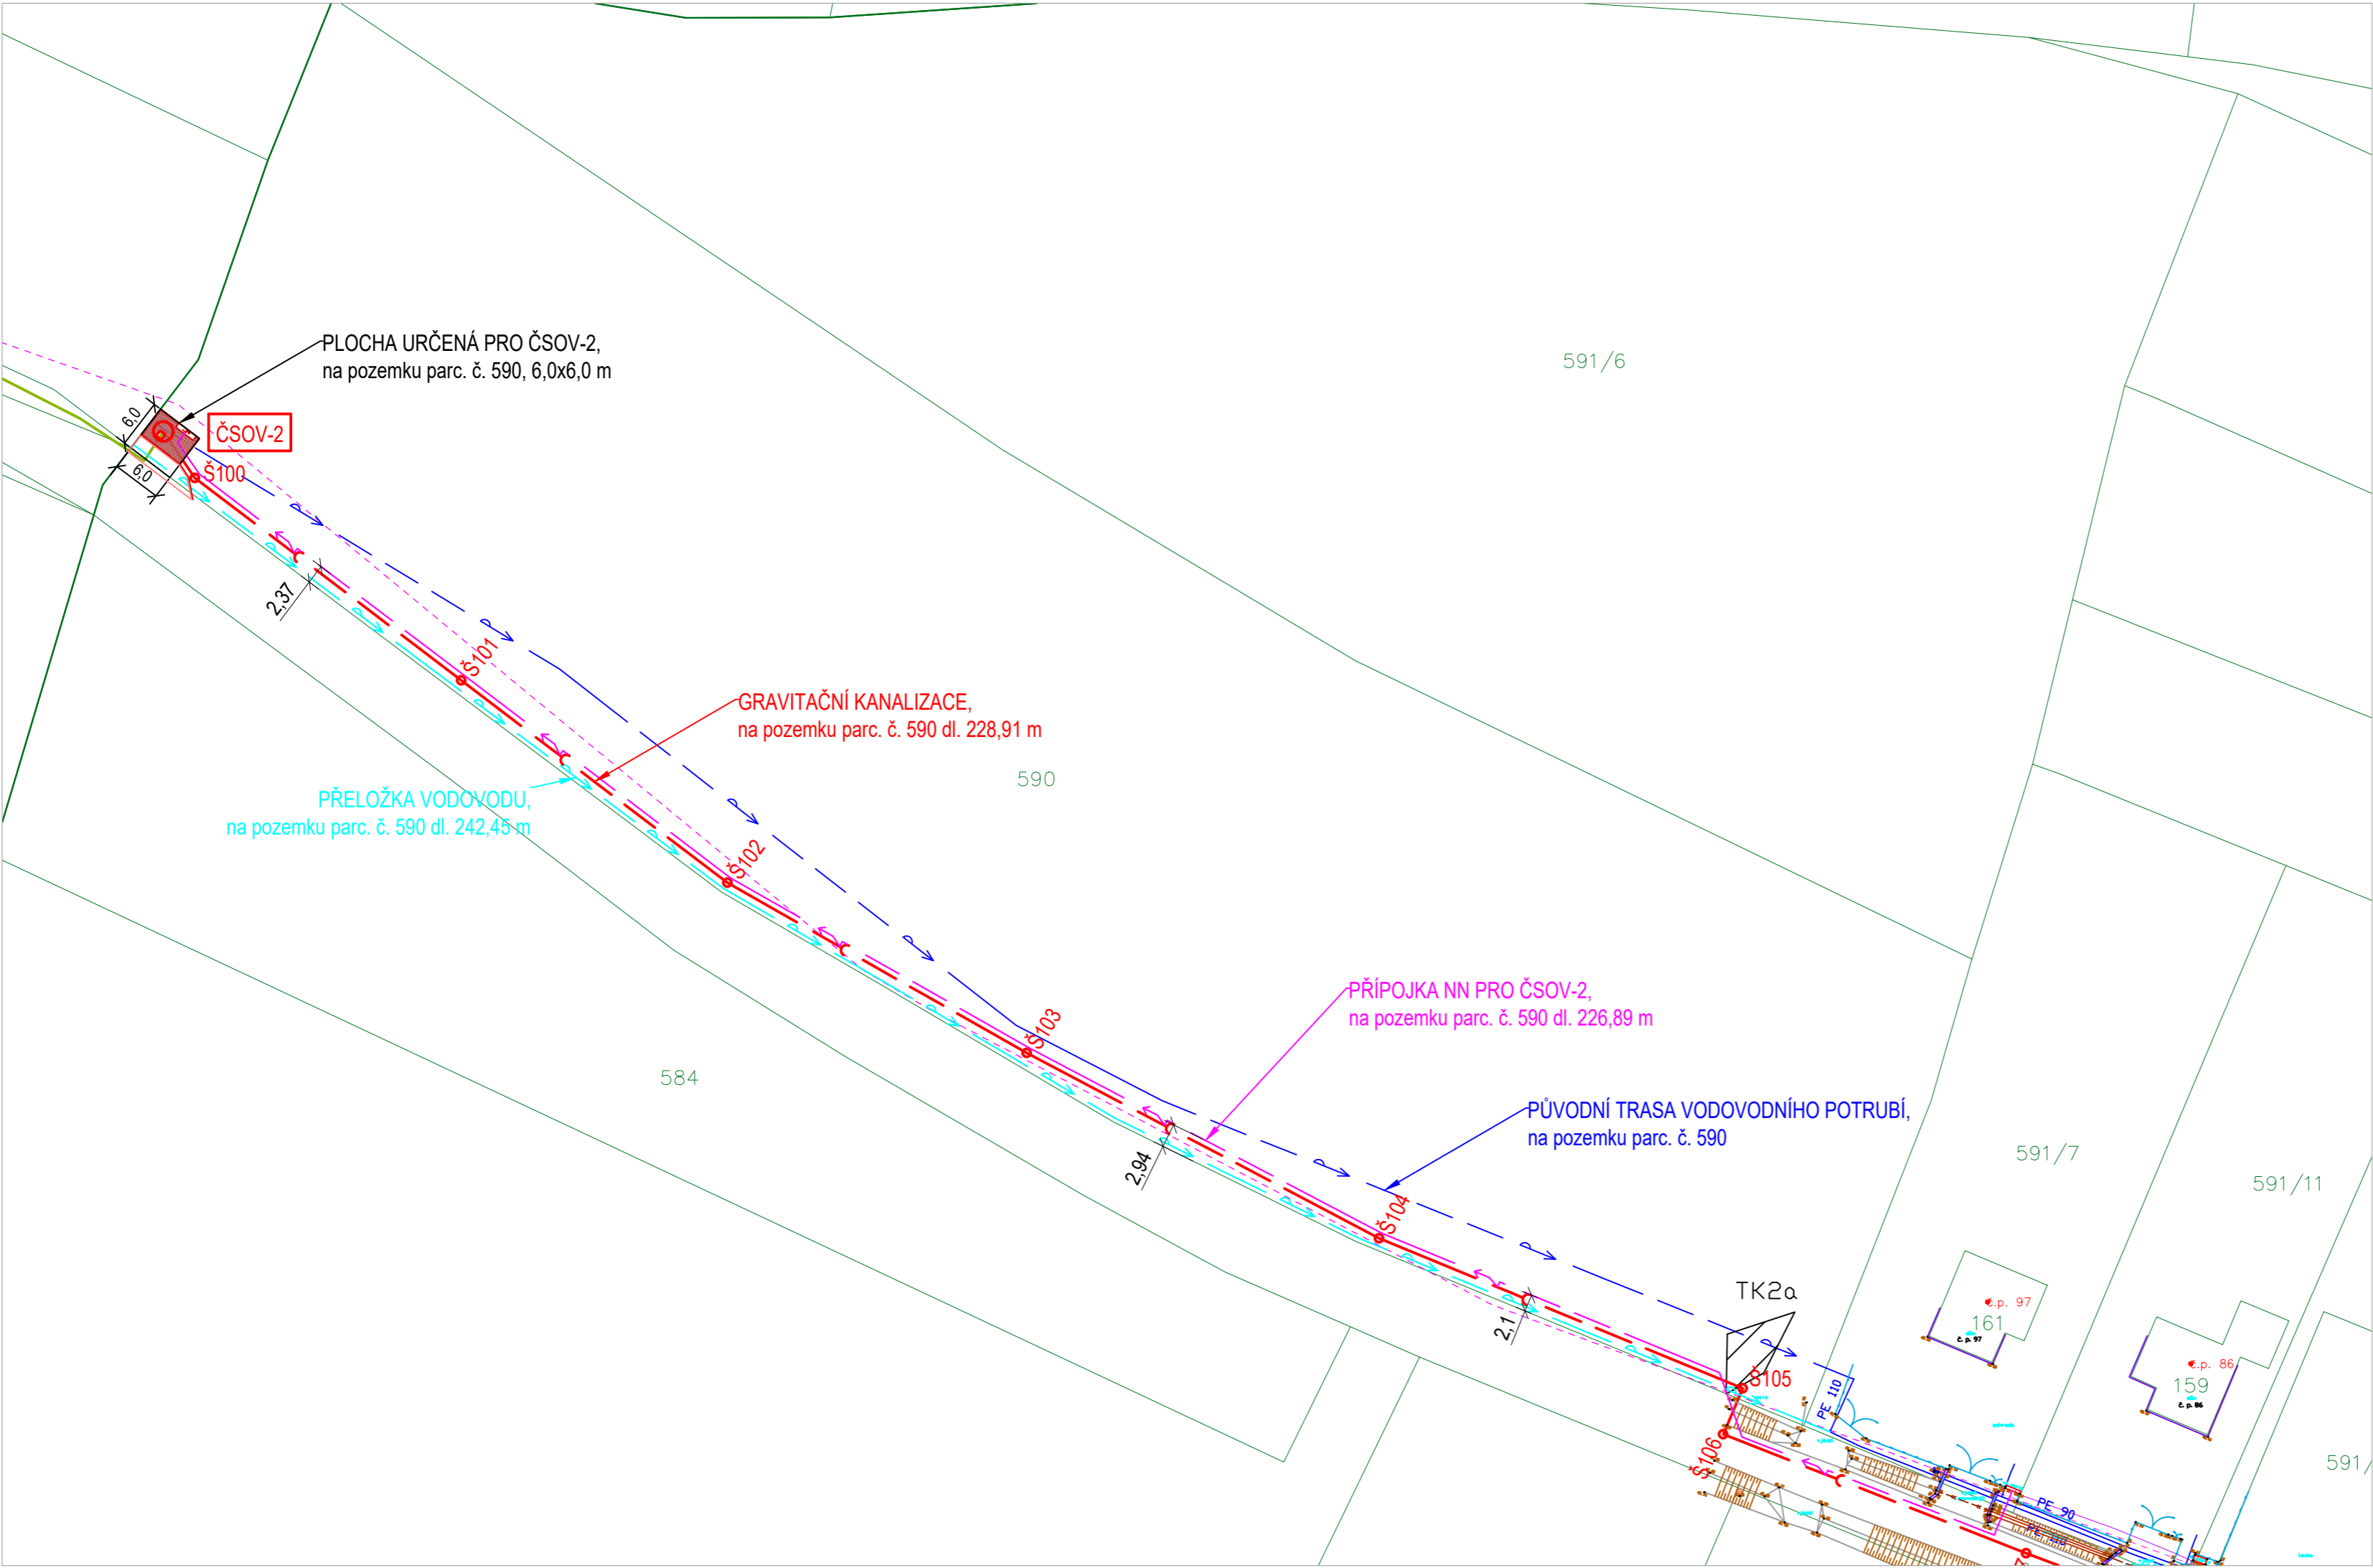 PLOCHA URČENÁ PRO ČSOV-2,
na pozemku parc. č. 590, 6,0x6,0 m
591/6
6,0
ČSOV-2
6,0
Š100
2,37
Š101
GRAVITAČNÍ KANALIZACE,
na pozemku parc. č. 590 dl. 228,91 m
590
PŘELOŽKA VODOVODU,
na pozemku parc. č. 590 dl. 242,45 m
Š102
PŘÍPOJKA NN PRO ČSOV-2,
na pozemku parc. č. 590 dl. 226,89 m
Š103
584
PŮVODNÍ TRASA VODOVODNÍHO POTRUBÍ,
na pozemku parc. č. 590
2,94
591/7
591/11
Š104
TK2a
č.p. 97
161
č. p. 97
2,1
č.p. 86
159
č. p. 86
Š105
PE 110
Š106
591/
PE 90